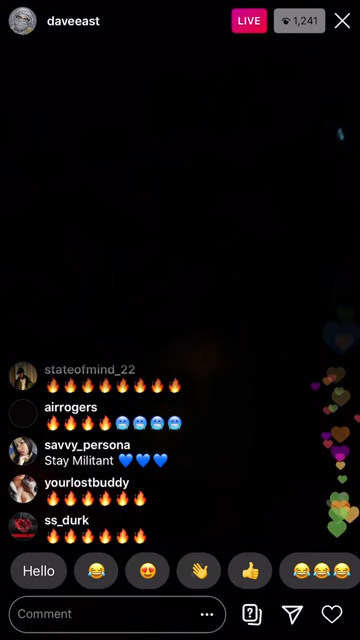 daveeast
LIVE
1,241
stateofmind_22
🔥🔥🔥🔥🔥🔥🔥🔥
airrogers
🔥🔥🔥🔥🥶🥶🥶🥶
savvy_persona
Stay Militant 💙💙💙
yourlostbuddy
🔥🔥🔥🔥🔥🔥
ss_durk
🔥🔥🔥🔥🔥🔥
Hello 😂 😍 👋 👍 😂😂😂
Comment